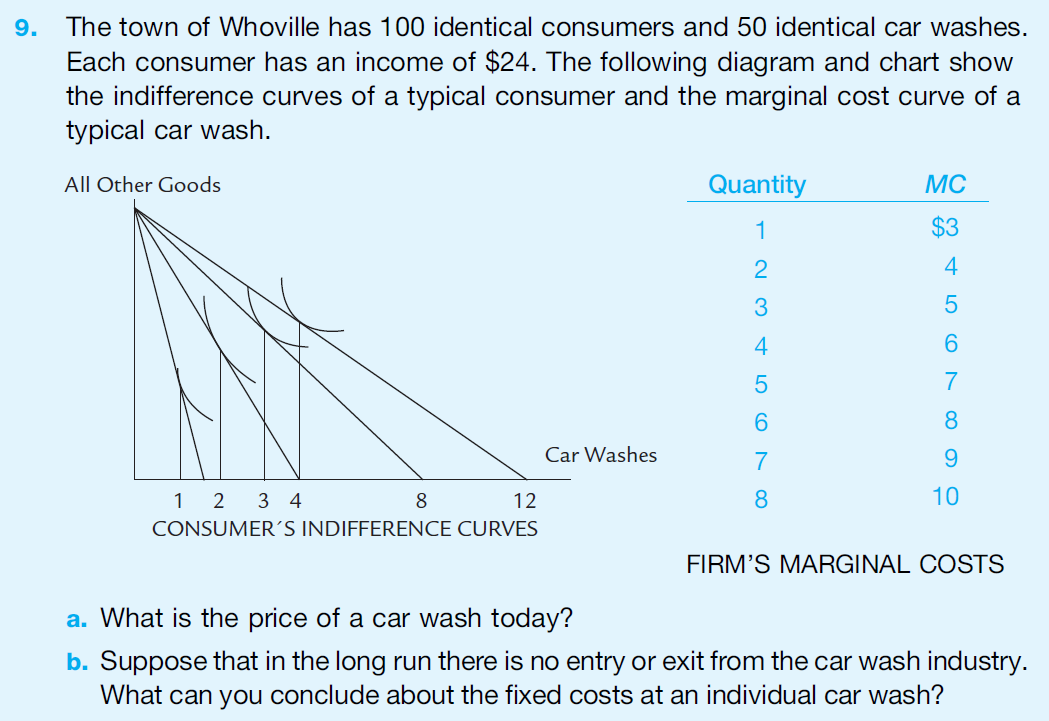 9. The town of Whoville has 100 identical consumers and 50 identical car washes.
Each consumer has an income of $24. The following diagram and chart show
the indifference curves of a typical consumer and the marginal cost curve of a
typical car wash.
All Other Goods
Car Washes
1 2 3 4 8 12
CONSUMER´S INDIFFERENCE CURVES
Quantity MC
1 $3
2 4
3 5
4 6
5 7
6 8
7 9
8 10
FIRM’S MARGINAL COSTS
a. What is the price of a car wash today?
b. Suppose that in the long run there is no entry or exit from the car wash industry.
What can you conclude about the fixed costs at an individual car wash?